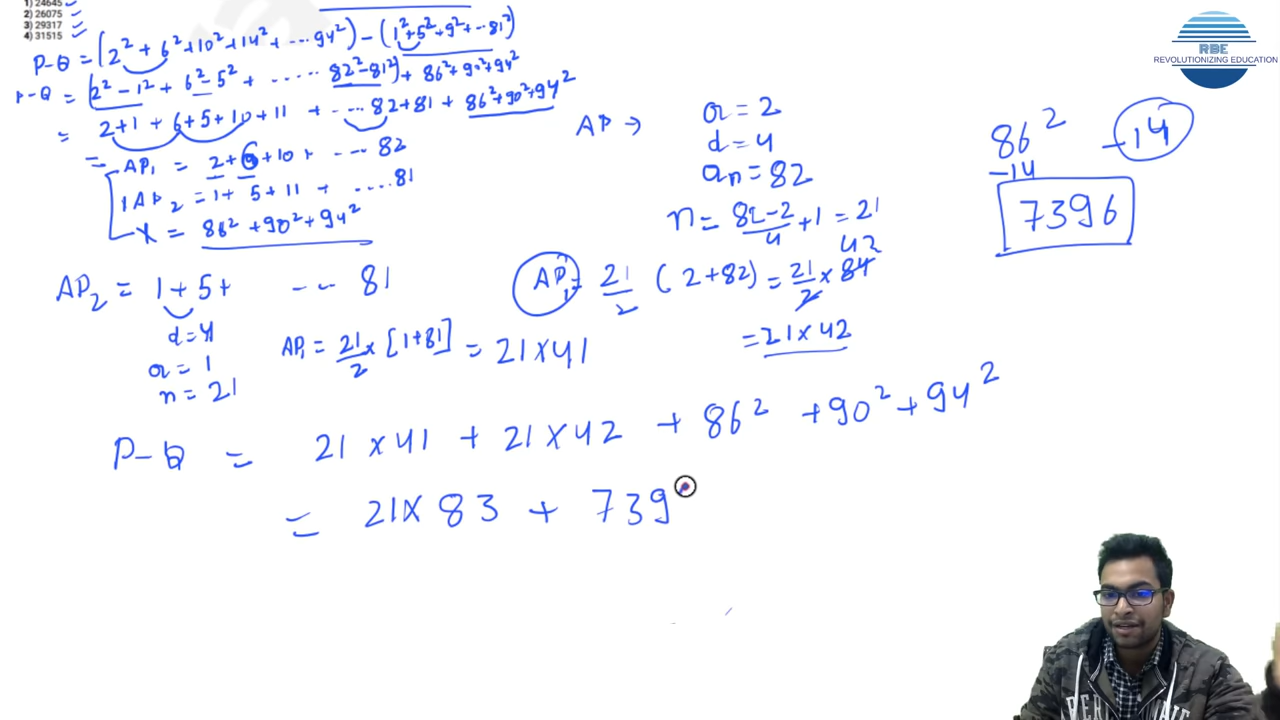 1) 24645
2) 26075
3) 29317
4) 31515
P-Q = (2² + 6² + 10² + 14² + ... 94²) - (1² + 5² + 9² + ... 81²)
P-Q = (2² - 1² + 6² - 5² + ...... 82² - 81²) + 86² + 90² + 94²
= 2+1 + 6+5 + 10 + 11 + ... 82+81 + 86² + 90² + 94²
= AP₁ = 2 + 6 + 10 + ... 82
AP₂ = 1 + 5 + 11 + .... 81
X = 86² + 90² + 94²
AP →
a = 2
d = 4
an = 82
n = 82-2/4 + 1 = 21
86² - 14
-14
7396
AP₂ = 1 + 5 + ... 81
d = 4
a = 1
n = 21
AP₁ = 21/2 (2+82) = 21/2 × 84
42
= 21 × 42
AP₁ = 21/2 × [1+81] = 21 × 41
P-Q = 21 × 41 + 21 × 42 + 86² + 90² + 94²
= 21 × 83 + 739
RBE
REVOLUTIONIZING EDUCATION